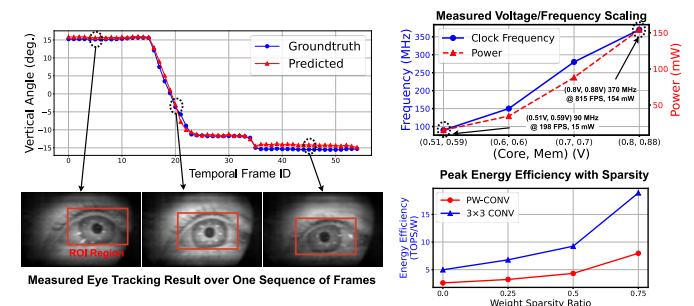 Vertical Angle (deg.)
15
10
5
0
−5
−10
−15
Groundtruth
Predicted
0
10
20
30
40
50
Temporal Frame ID
ROI Region
Measured Eye Tracking Result over One Sequence of Frames
Measured Voltage/Frequency Scaling
Frequency (MHz)
350
300
250
200
150
100
Clock Frequency
Power
(0.8V, 0.88V) 370 MHz
@ 815 FPS, 154 mW
(0.51V, 0.59V) 90 MHz
@ 198 FPS, 15 mW
150
100
50
Power (mW)
(0.51, 0.59)
(0.6, 0.6)
(0.7, 0.7)
(0.8, 0.88)
(Core, Mem) (V)
Peak Energy Efficiency with Sparsity
Energy Efficiency
(TOPS/W)
15
10
5
PW-CONV
3×3 CONV
0.0
0.25
0.5
0.75
Weight Sparsity Ratio